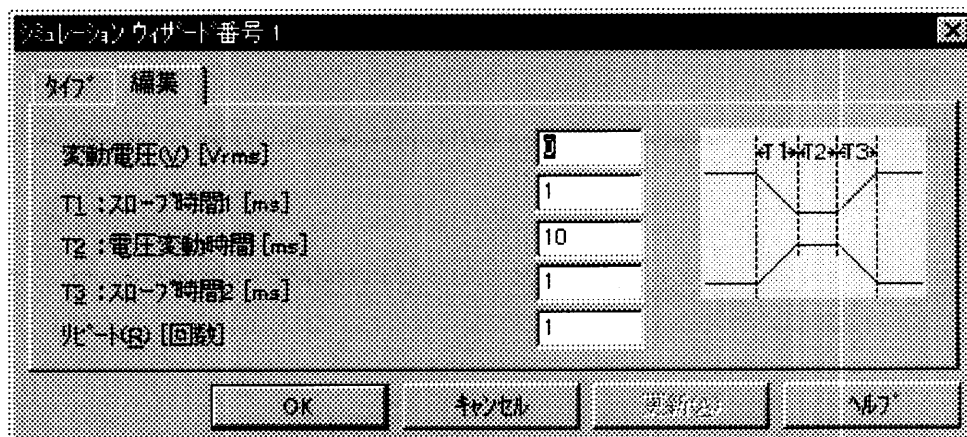 シミュレーション ウィザード 番号 1
タイプ 編集
変動電圧(V) [Vrms] 0
T1 :スロープ時間1 [ms] 1
T2 :電圧変動時間 [ms] 10
T3 :スロープ時間2 [ms] 1
リピート(R) [回数] 1
T1 T2 T3
OK キャンセル 更新(A) ヘルプ